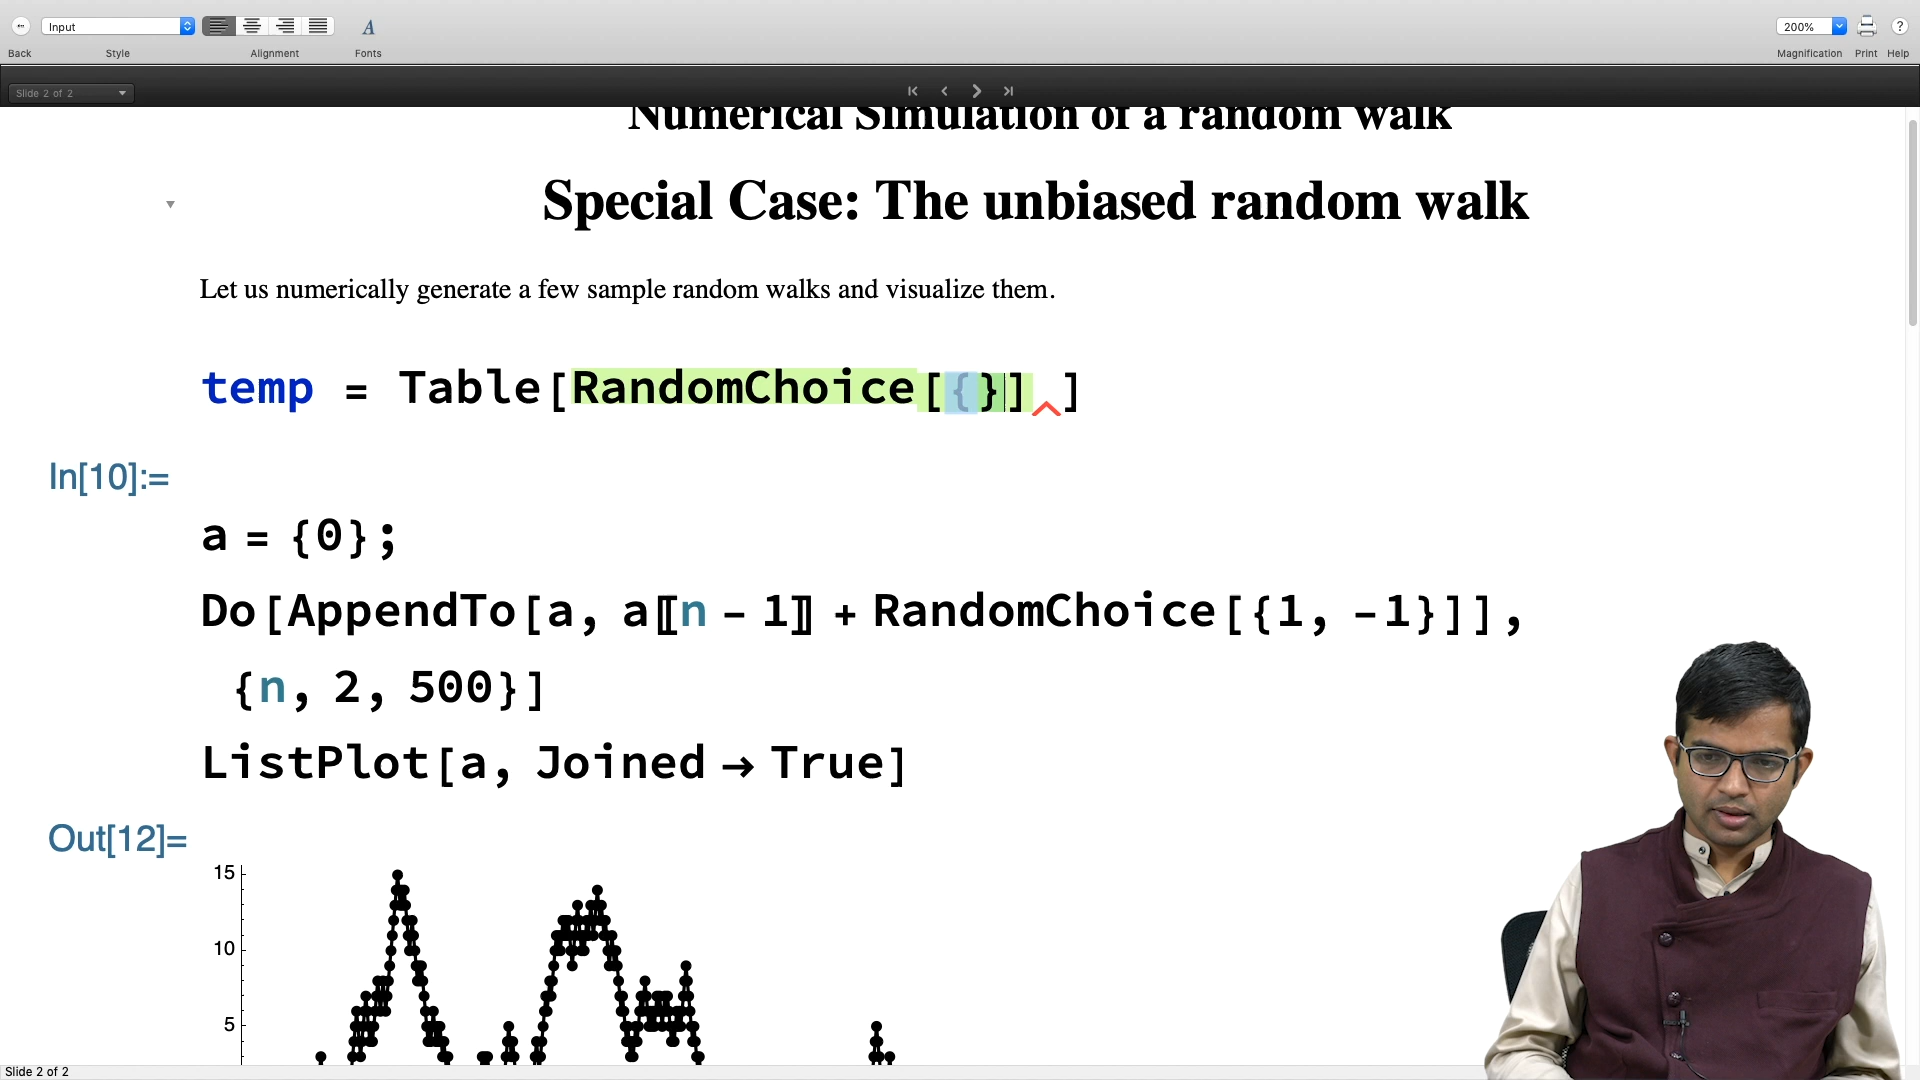 Input
200%
Back
Style
Alignment
Fonts
Magnification
Print
Help
Slide 2 of 2
Numerical Simulation of a random walk
Special Case: The unbiased random walk
Let us numerically generate a few sample random walks and visualize them.
temp = Table[RandomChoice[{}] ]
In[10]:=
a = {0};
Do[AppendTo[a, a〚n - 1〛 + RandomChoice[{1, -1}]],
{n, 2, 500}]
ListPlot[a, Joined → True]
Out[12]=
15
10
5
Slide 2 of 2